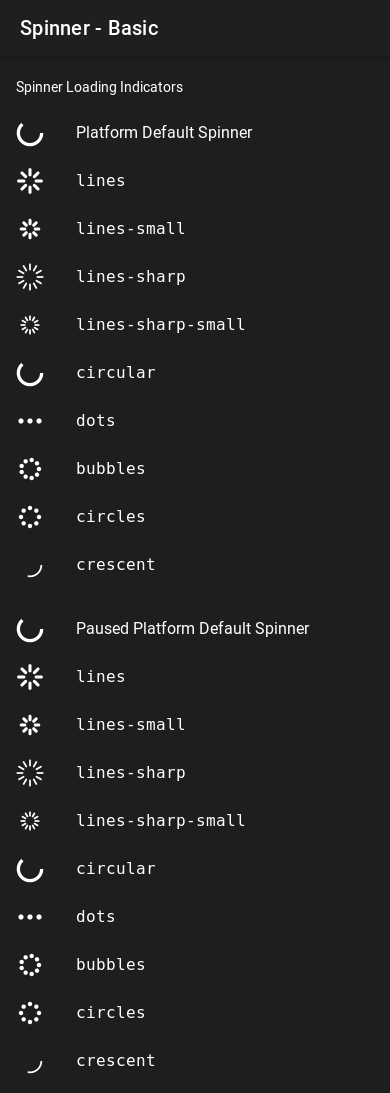 Spinner - Basic
Spinner Loading Indicators
Platform Default Spinner
lines
lines-small
lines-sharp
lines-sharp-small
circular
dots
bubbles
circles
crescent
Paused Platform Default Spinner
lines
lines-small
lines-sharp
lines-sharp-small
circular
dots
bubbles
circles
crescent